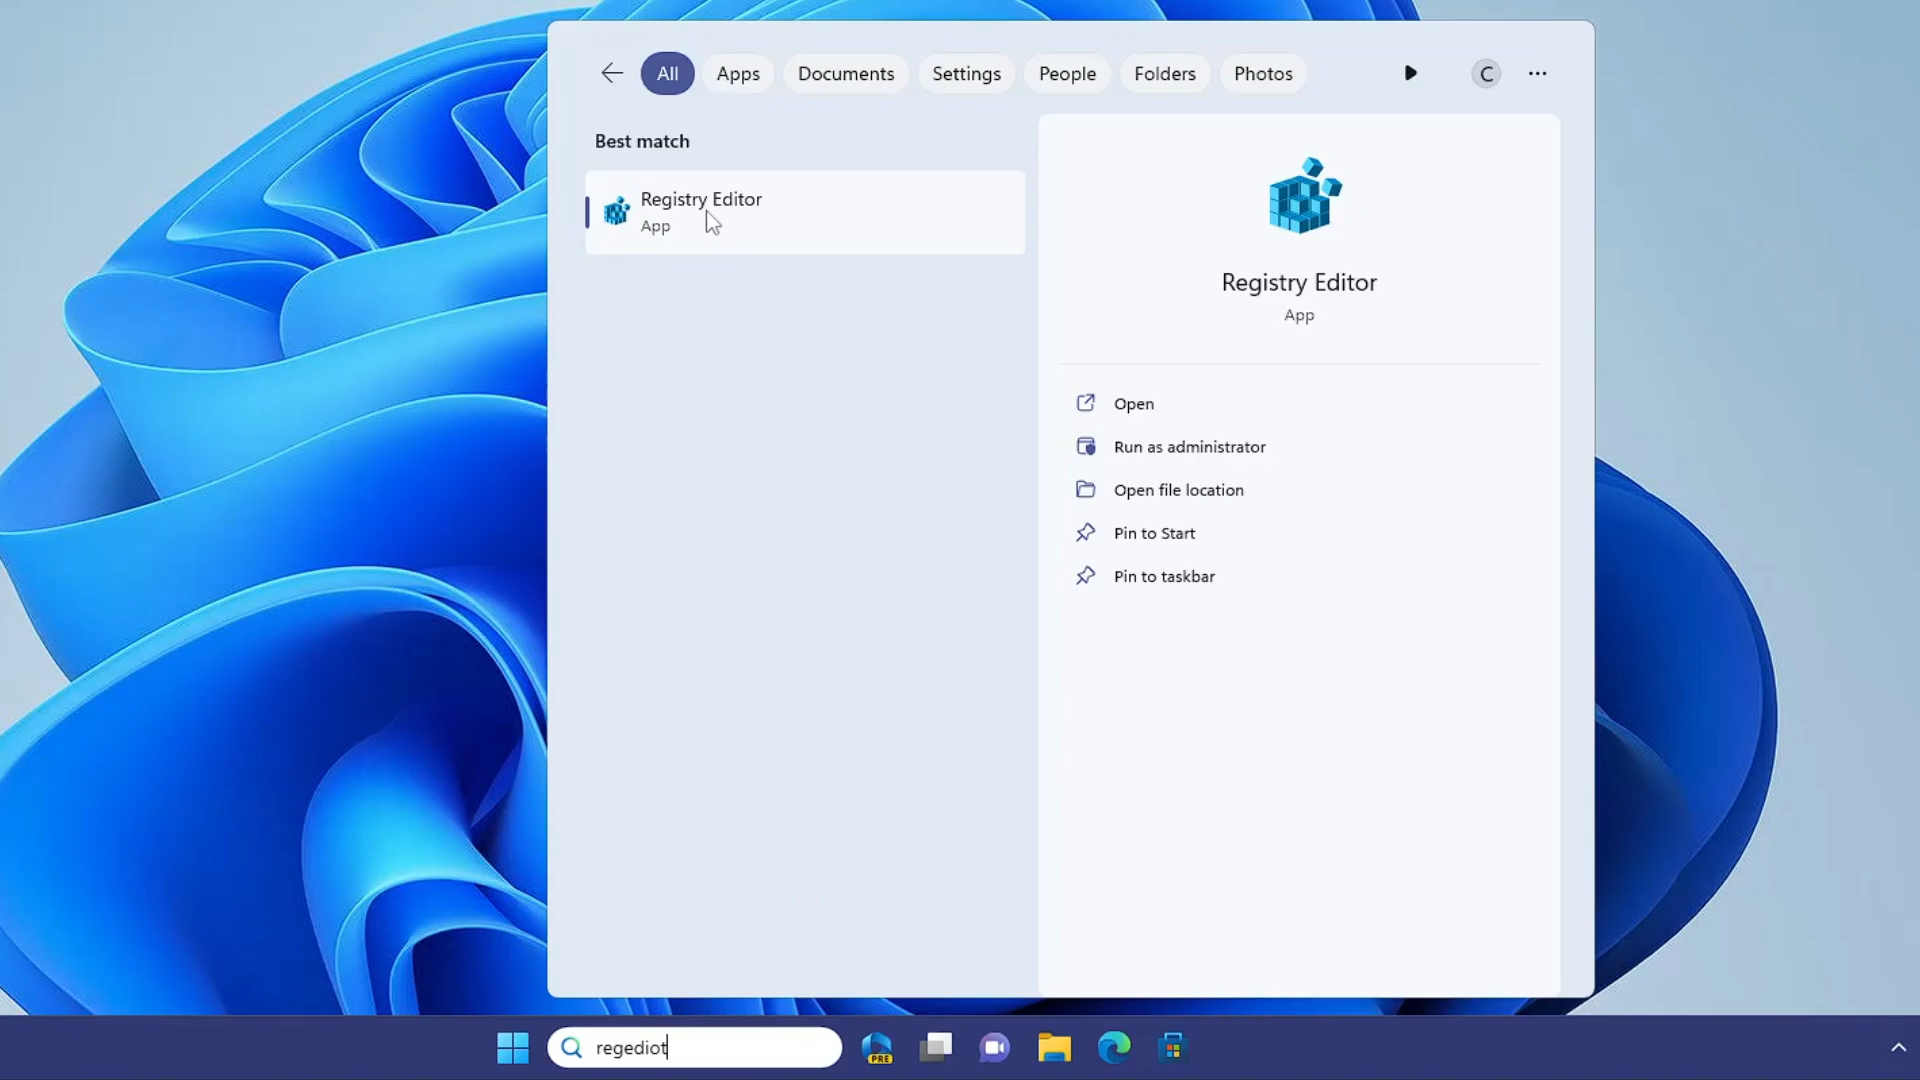 All
Apps
Documents
Settings
People
Folders
Photos
C
Best match
Registry Editor
App
Registry Editor
App
Open
Run as administrator
Open file location
Pin to Start
Pin to taskbar
regediot
PRE